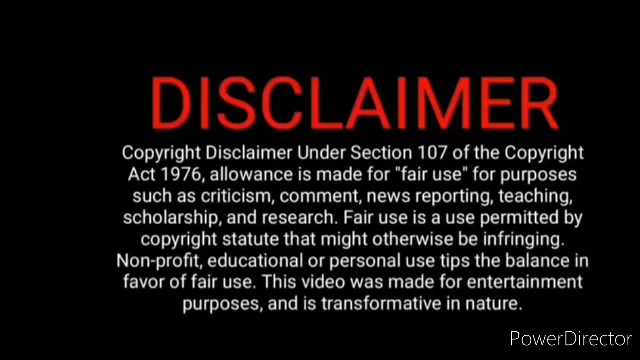 DISCLAIMER
Copyright Disclaimer Under Section 107 of the Copyright
Act 1976, allowance is made for "fair use" for purposes
such as criticism, comment, news reporting, teaching,
scholarship, and research. Fair use is a use permitted by
copyright statute that might otherwise be infringing.
Non-profit, educational or personal use tips the balance in
favor of fair use. This video was made for entertainment
purposes, and is transformative in nature.
PowerDirector